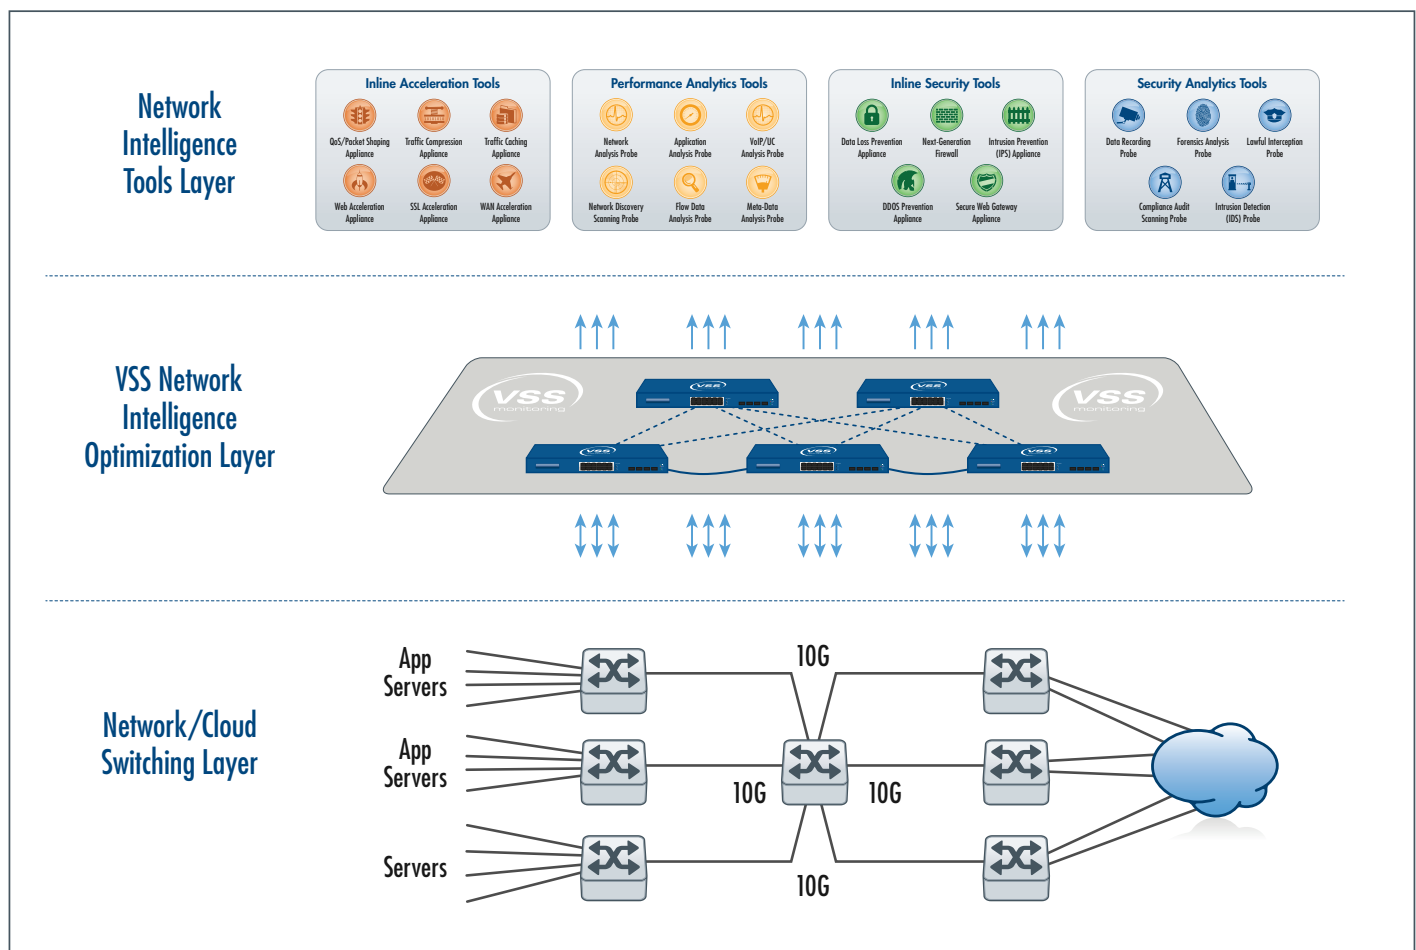 Network
Intelligence
Tools Layer
Inline Acceleration Tools
QoS/Packet Shaping
Appliance
Traffic Compression
Appliance
Traffic Caching
Appliance
Web Acceleration
Appliance
SSL Acceleration
Appliance
WAN Acceleration
Appliance
Performance Analytics Tools
Network
Analysis Probe
Application
Analysis Probe
VoIP/UC
Analysis Probe
Network Discovery
Scanning Probe
Flow Data
Analysis Probe
Meta-Data
Analysis Probe
Inline Security Tools
Data Loss Prevention
Appliance
Next-Generation
Firewall
Intrusion Prevention
(IPS) Appliance
DDOS Prevention
Appliance
Secure Web Gateway
Appliance
Security Analytics Tools
Data Recording
Probe
Forensics Analysis
Probe
Lawful Interception
Probe
Compliance Audit
Scanning Probe
Intrusion Detection
(IDS) Probe
VSS Network
Intelligence
Optimization Layer
VSS
monitoring
VSS
monitoring
VSS
VSS
VSS
VSS
VSS
Network/Cloud
Switching Layer
App
Servers
App
Servers
Servers
10G
10G
10G
10G